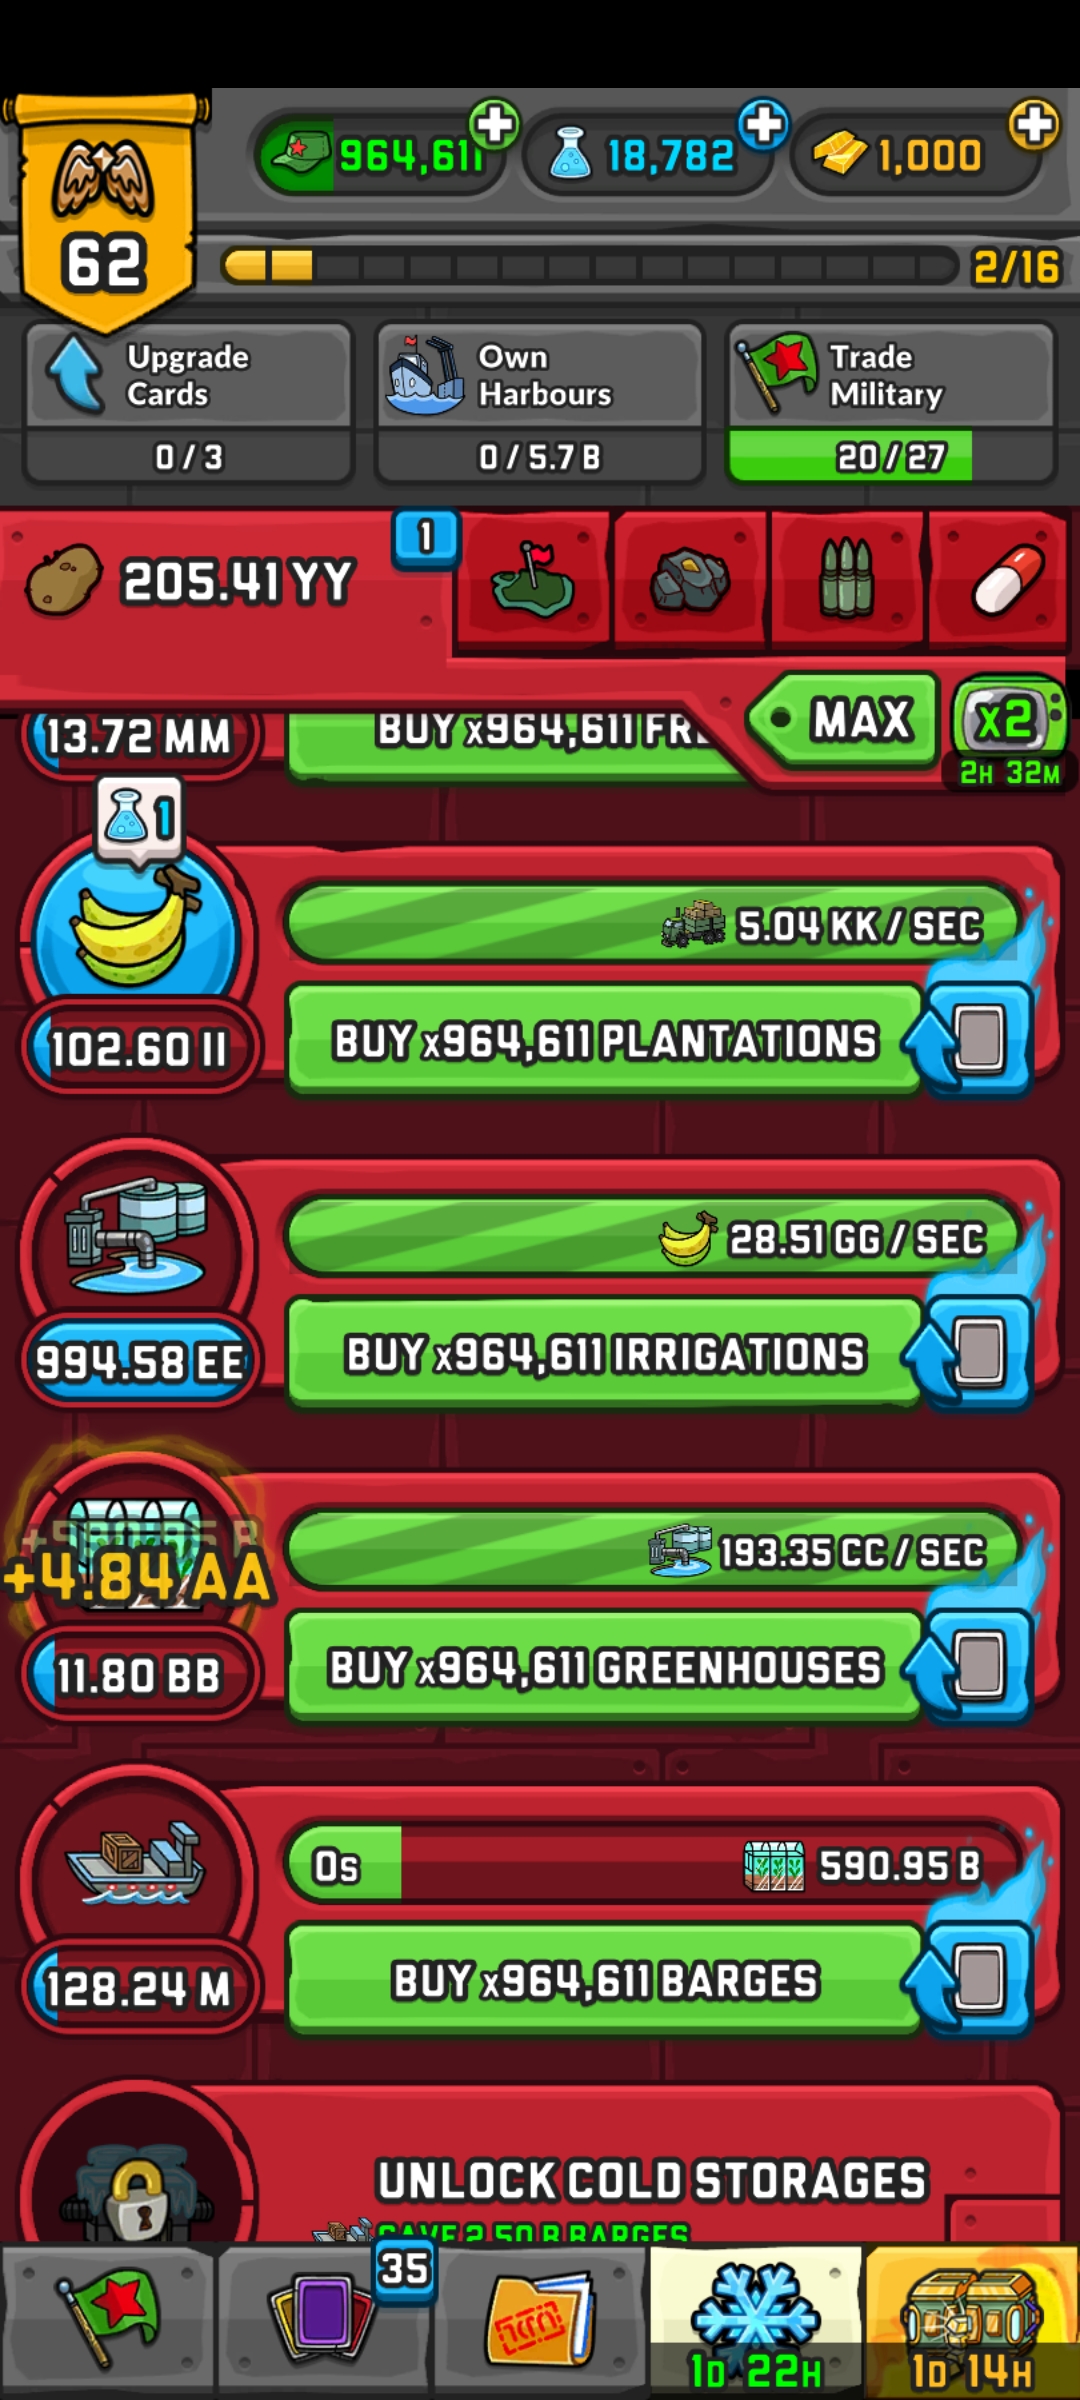 964,611
18,782
1,000
62
2/16
Upgrade
Cards
0 / 3
Own
Harbours
0 / 5.7 B
Trade
Military
20 / 27
205.41 YY
1
MAX
x2
2H 32M
13.72 MM
BUY x964,611
1
5.04 KK / SEC
102.60 II
BUY x964,611 PLANTATIONS
28.51 GG / SEC
994.58 EE
BUY x964,611 IRRIGATIONS
+4.84 AA
193.35 CC / SEC
11.80 BB
BUY x964,611 GREENHOUSES
0s
590.95 B
128.24 M
BUY x964,611 BARGES
UNLOCK COLD STORAGES
2.50 B BARGES
35
1D 22H
1D 14H